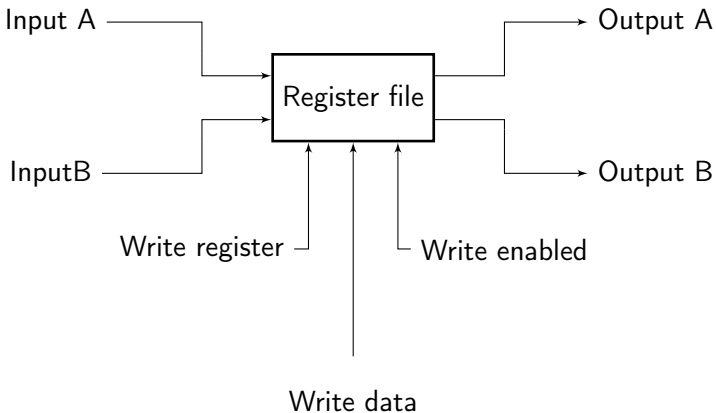 Input A
Output A
Register file
InputB
Output B
Write register
Write enabled
Write data